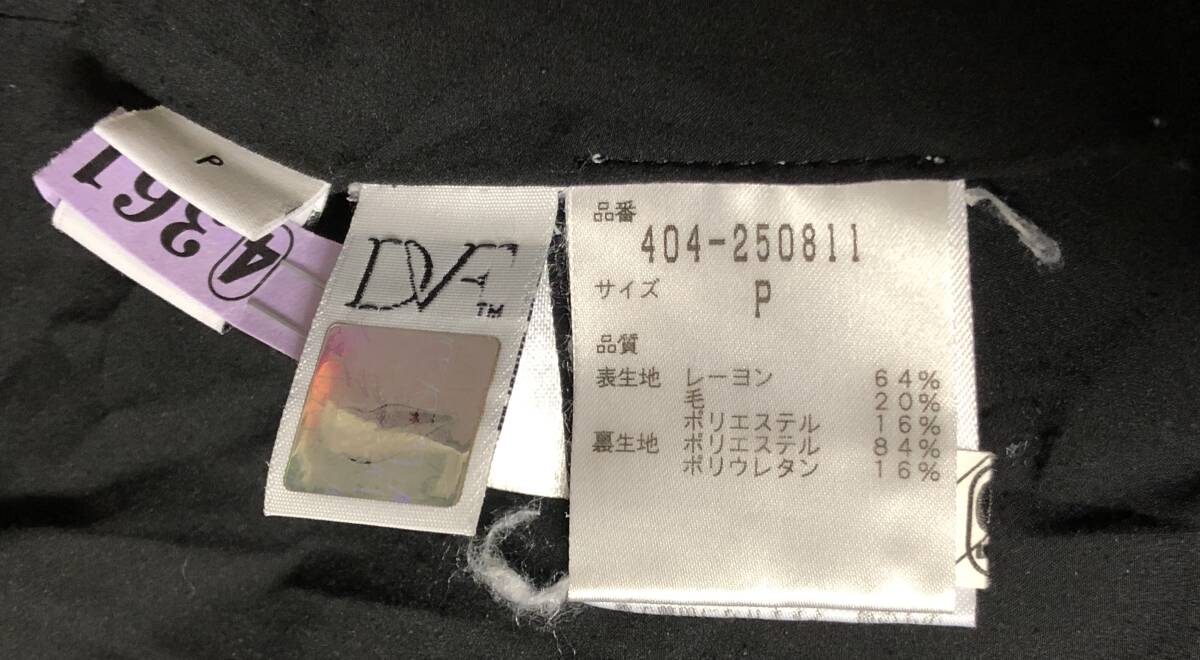 P
4361
DVF
TM
品番
404-250811
サイズ P
品質
表生地 レーヨン 64%
毛 20%
ポリエステル 16%
裏生地 ポリエステル 84%
ポリウレタン 16%